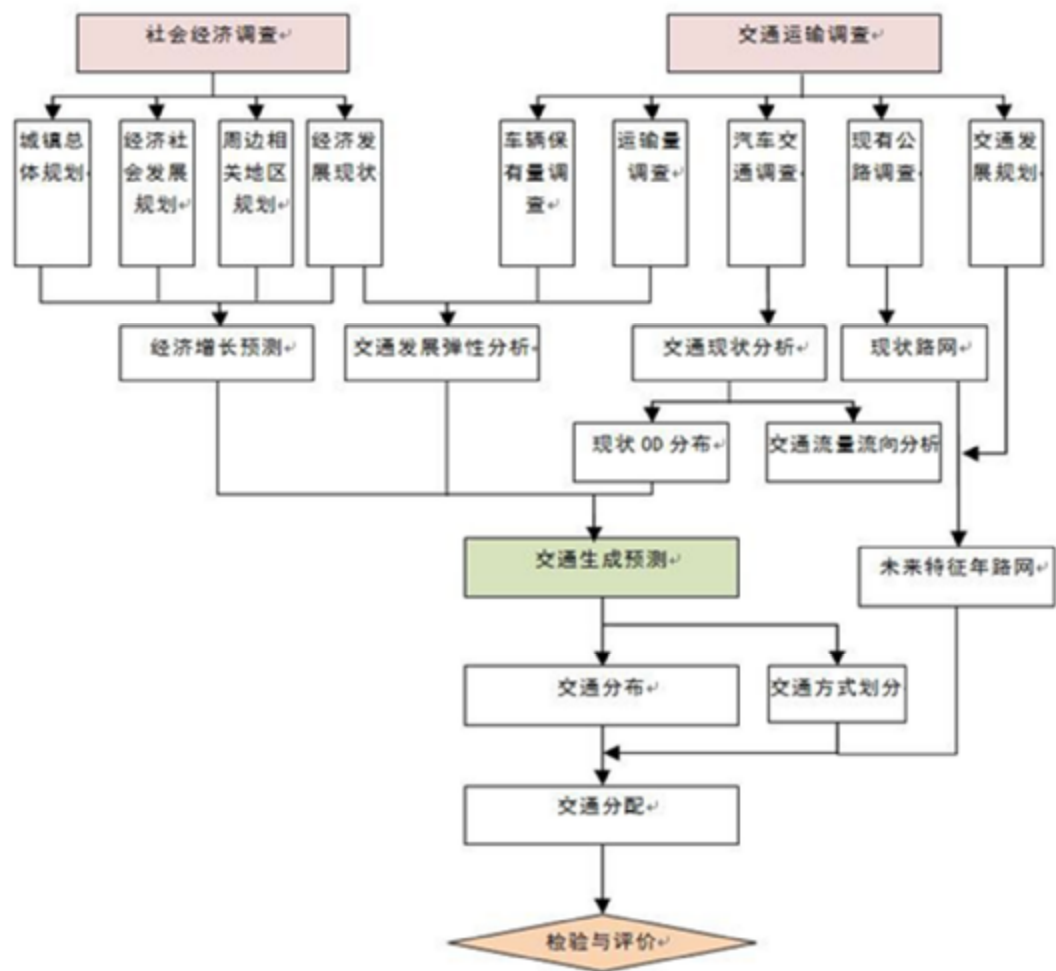 社会经济调查
交通运输调查
城镇总
体规划
经济社
会发展
规划
周边相
关地区
规划
经济发
展现状
车辆保
有量调
查
运输量
调查
汽车交
通调查
现有公
路调查
交通发
展规划
经济增长预测
交通发展弹性分析
交通现状分析
现状路网
现状 OD 分布
交通流量流向分析
交通生成预测
未来特征年路网
交通分布
交通方式划分
交通分配
检验与评价